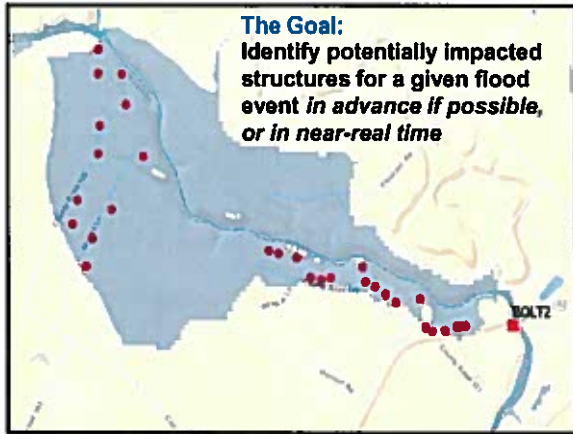 The Goal:
Identify potentially impacted
structures for a given flood
event in advance if possible,
or in near-real time
BOLT2